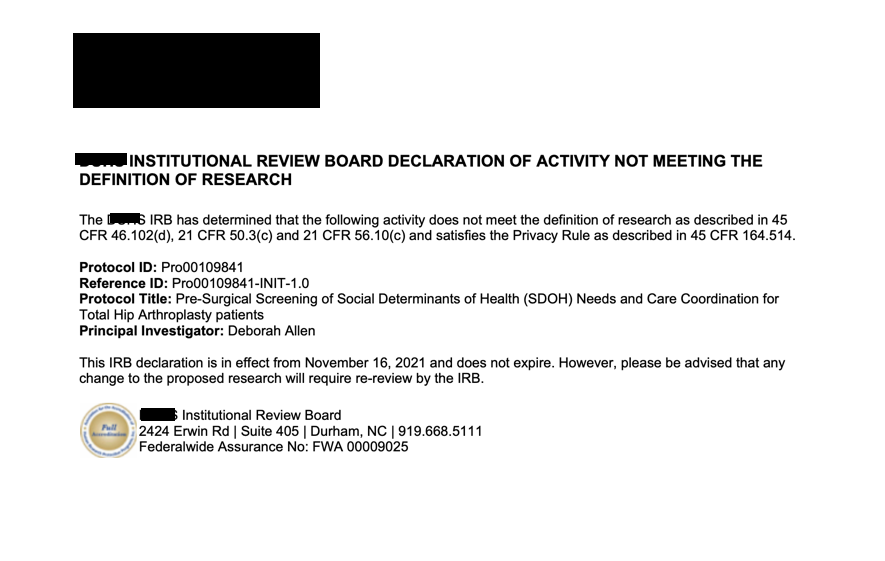 INSTITUTIONAL REVIEW BOARD DECLARATION OF ACTIVITY NOT MEETING THE
DEFINITION OF RESEARCH
The IRB has determined that the following activity does not meet the definition of research as described in 45
CFR 46.102(d), 21 CFR 50.3(c) and 21 CFR 56.10(c) and satisfies the Privacy Rule as described in 45 CFR 164.514.
Protocol ID: Pro00109841
Reference ID: Pro00109841-INIT-1.0
Protocol Title: Pre-Surgical Screening of Social Determinants of Health (SDOH) Needs and Care Coordination for
Total Hip Arthroplasty patients
Principal Investigator: Deborah Allen
This IRB declaration is in effect from November 16, 2021 and does not expire. However, please be advised that any
change to the proposed research will require re-review by the IRB.
Full
Accreditation
Institutional Review Board
2424 Erwin Rd | Suite 405 | Durham, NC | 919.668.5111
Federalwide Assurance No: FWA 00009025